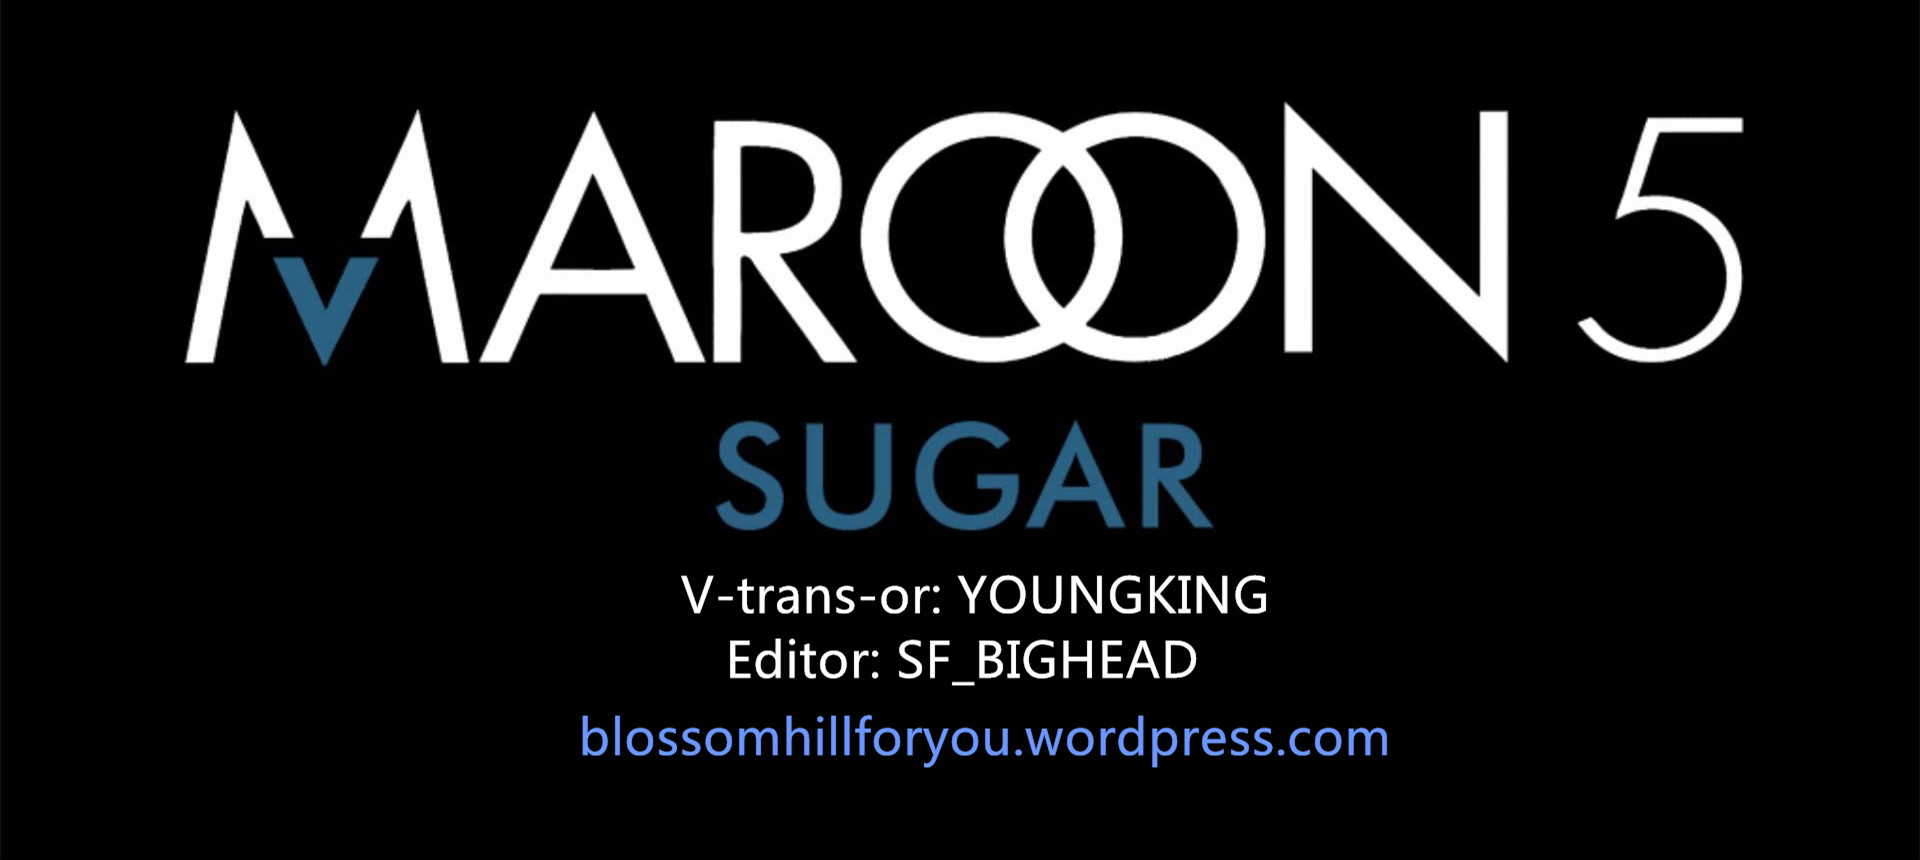 MAROON 5
SUGAR
V-trans-or: YOUNGKING
Editor: SF_BIGHEAD
blossomhillforyou.wordpress.com